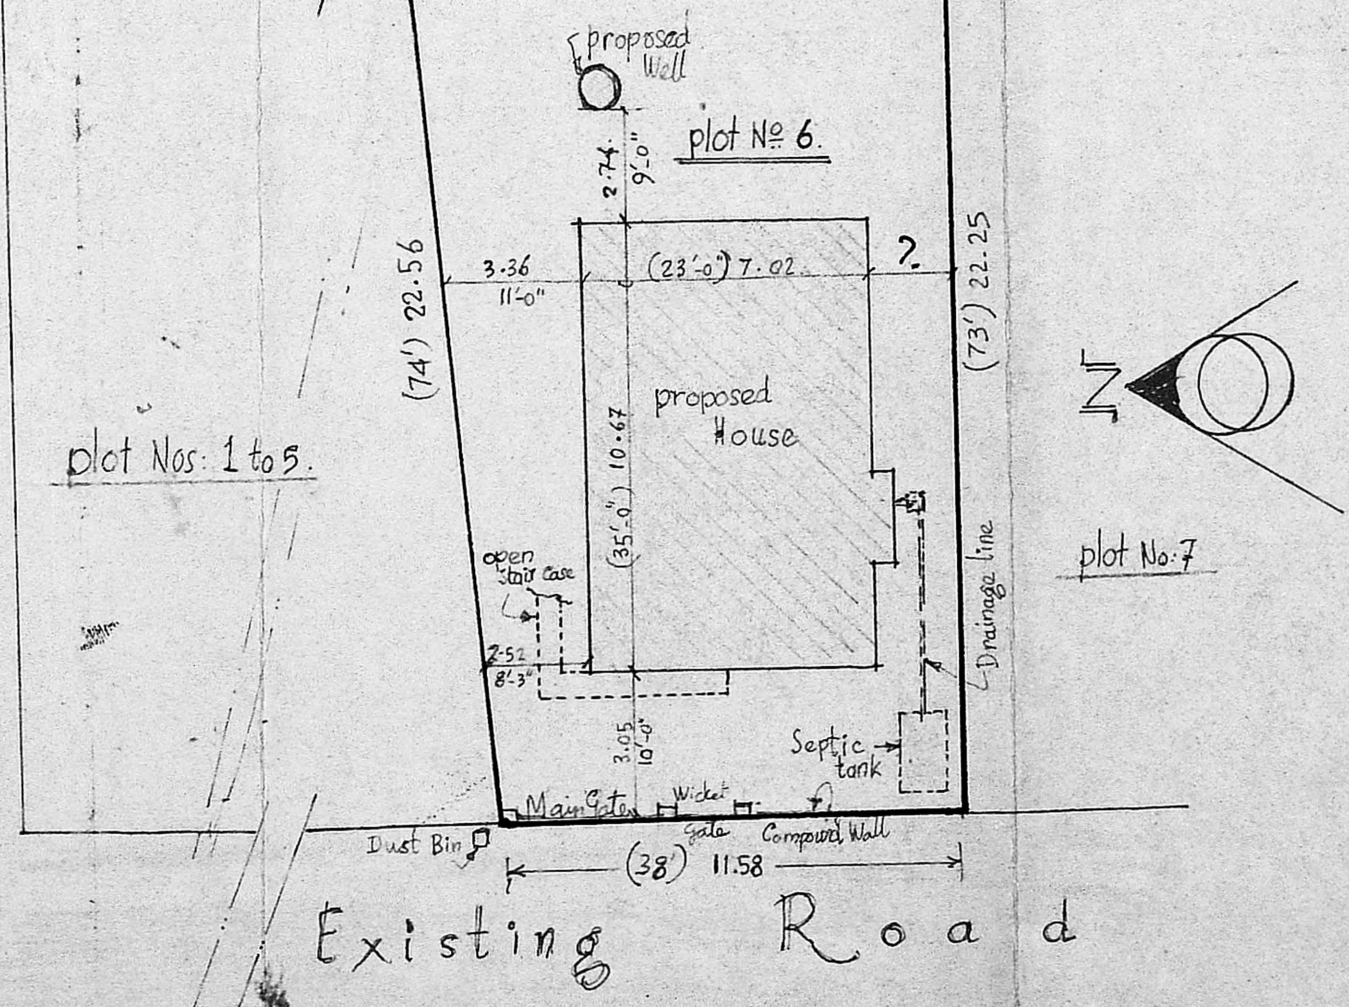 proposed
Well
plot No 6.
2.74.
9'-0"
(74') 22.56
3.36
11'-0"
(23'-0") 7.02
?
(73') 22.25
proposed
House
(35'-0") 10.67
N
plot Nos: 1 to 5.
plot No: 7
open
Stair Case
Drainage line
2.52
8'-3"
3.05
10'-0"
Septic
tank
Main Gate
Wicket
Gate
Compound Wall
Dust Bin
(38') 11.58
Existing Road